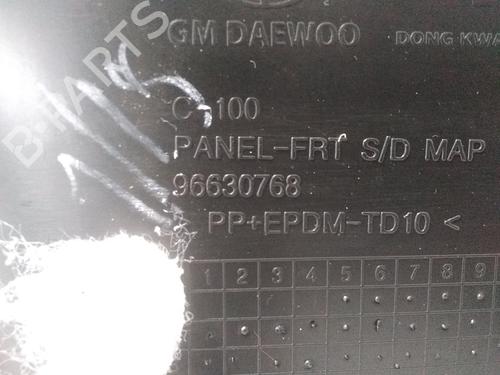 GM DAEWOO DONG KWA
C 100
PANEL-FRT S/D MAP
96630768
PP+EPDM-TD10 <
1 2 3 4 5 6 7 8 9
B-PARTS